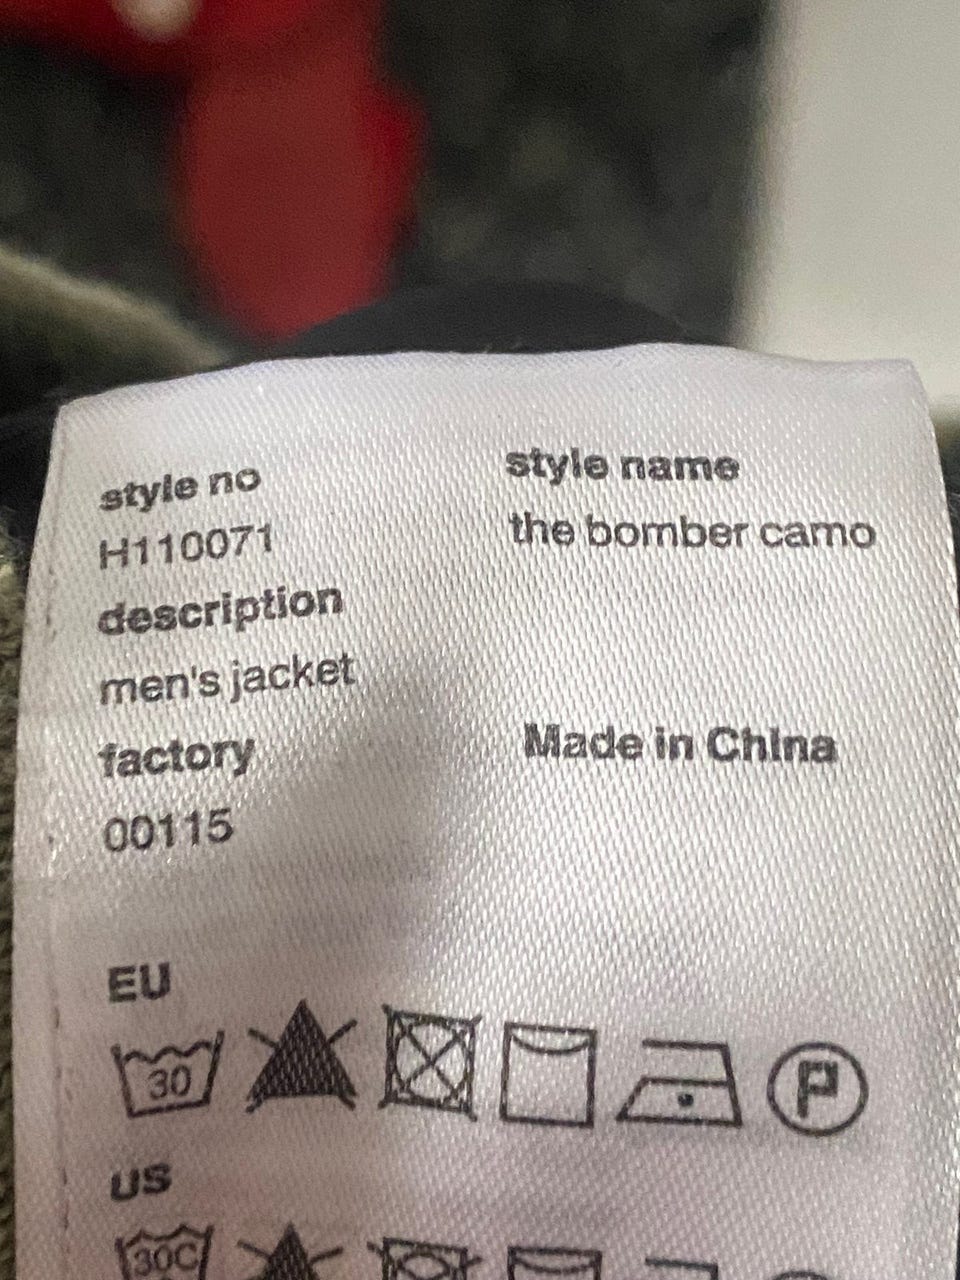 style no
H110071
description
men's jacket
factory
00115
style name
the bomber camo
Made in China
EU
30
P
US
30C